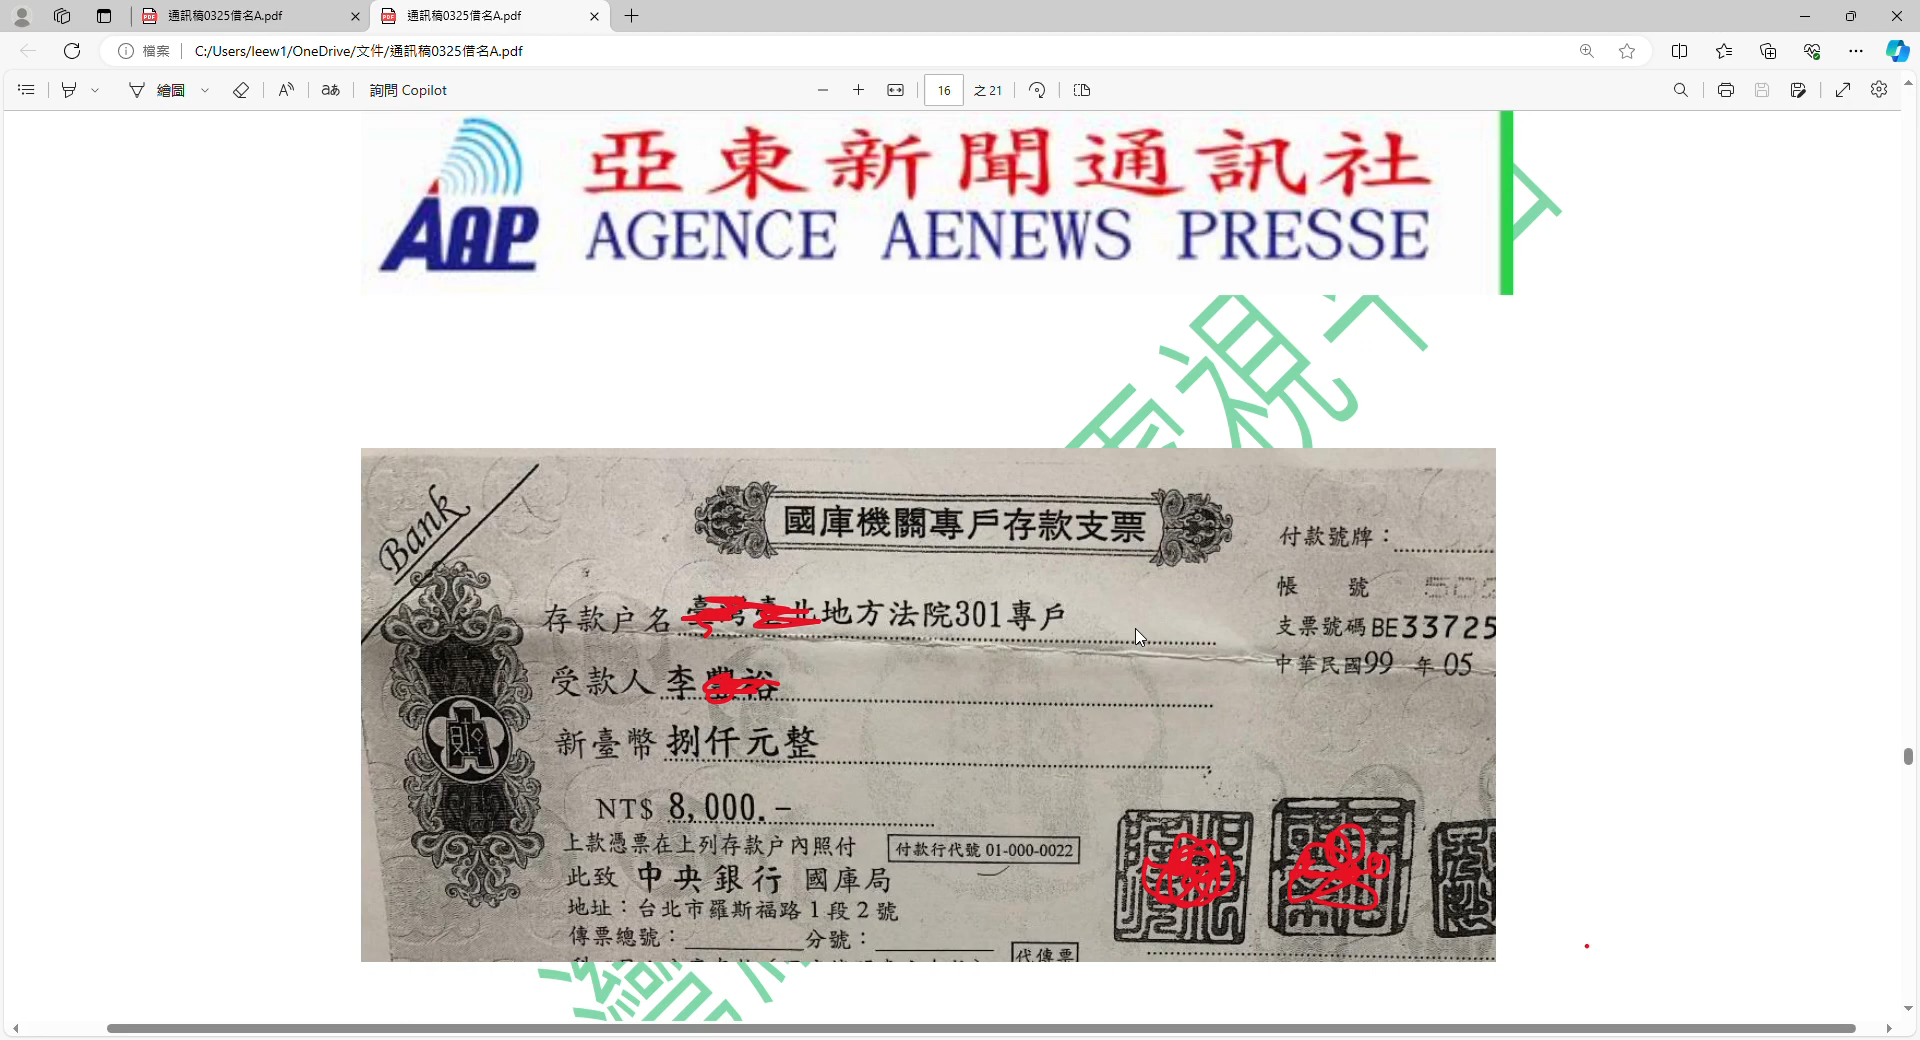 通訊稿0325借名A.pdf
通訊稿0325借名A.pdf
檔案
C:/Users/leew1/OneDrive/文件/通訊稿0325借名A.pdf
繪圖
aあ
詢問 Copilot
16
之 21
AAP
亞東新聞通訊社
AGENCE AENEWS PRESSE
Bank
國庫機關專戶存款支票
付款號牌：
帳 號
存款户名
地方法院301專戶
支票號碼 BE33725
中華民國99 年 05
受款人 李
裕
新臺幣 捌仟元整
NT$ 8,000.-
上款憑票在上列存款户內照付
付款行代號 01-000-0022
此致 中央銀行 國庫局
地址：台北市羅斯福路1段2號
傳票總號：
分號：
代傳票